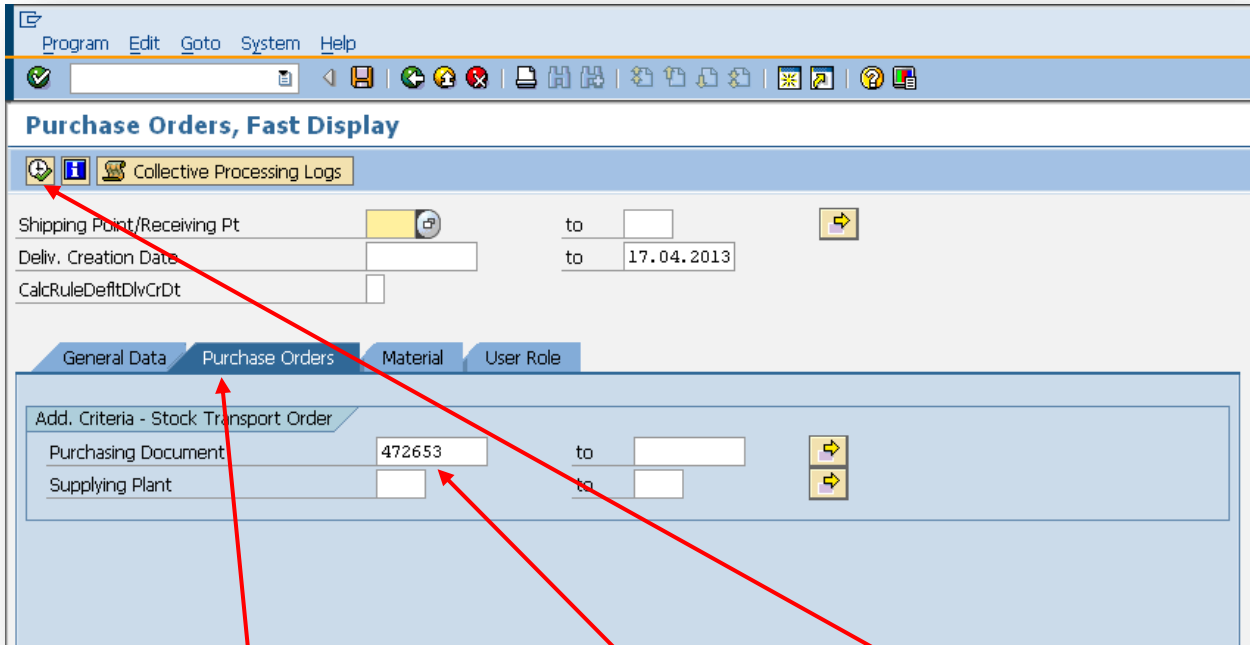 Program Edit Goto System Help
Purchase Orders, Fast Display
Collective Processing Logs
Shipping Point/Receiving Pt to
Deliv. Creation Date to 17.04.2013
CalcRuleDefltDlvCrDt
General Data Purchase Orders Material User Role
Add. Criteria - Stock Transport Order
Purchasing Document 472653 to
Supplying Plant to